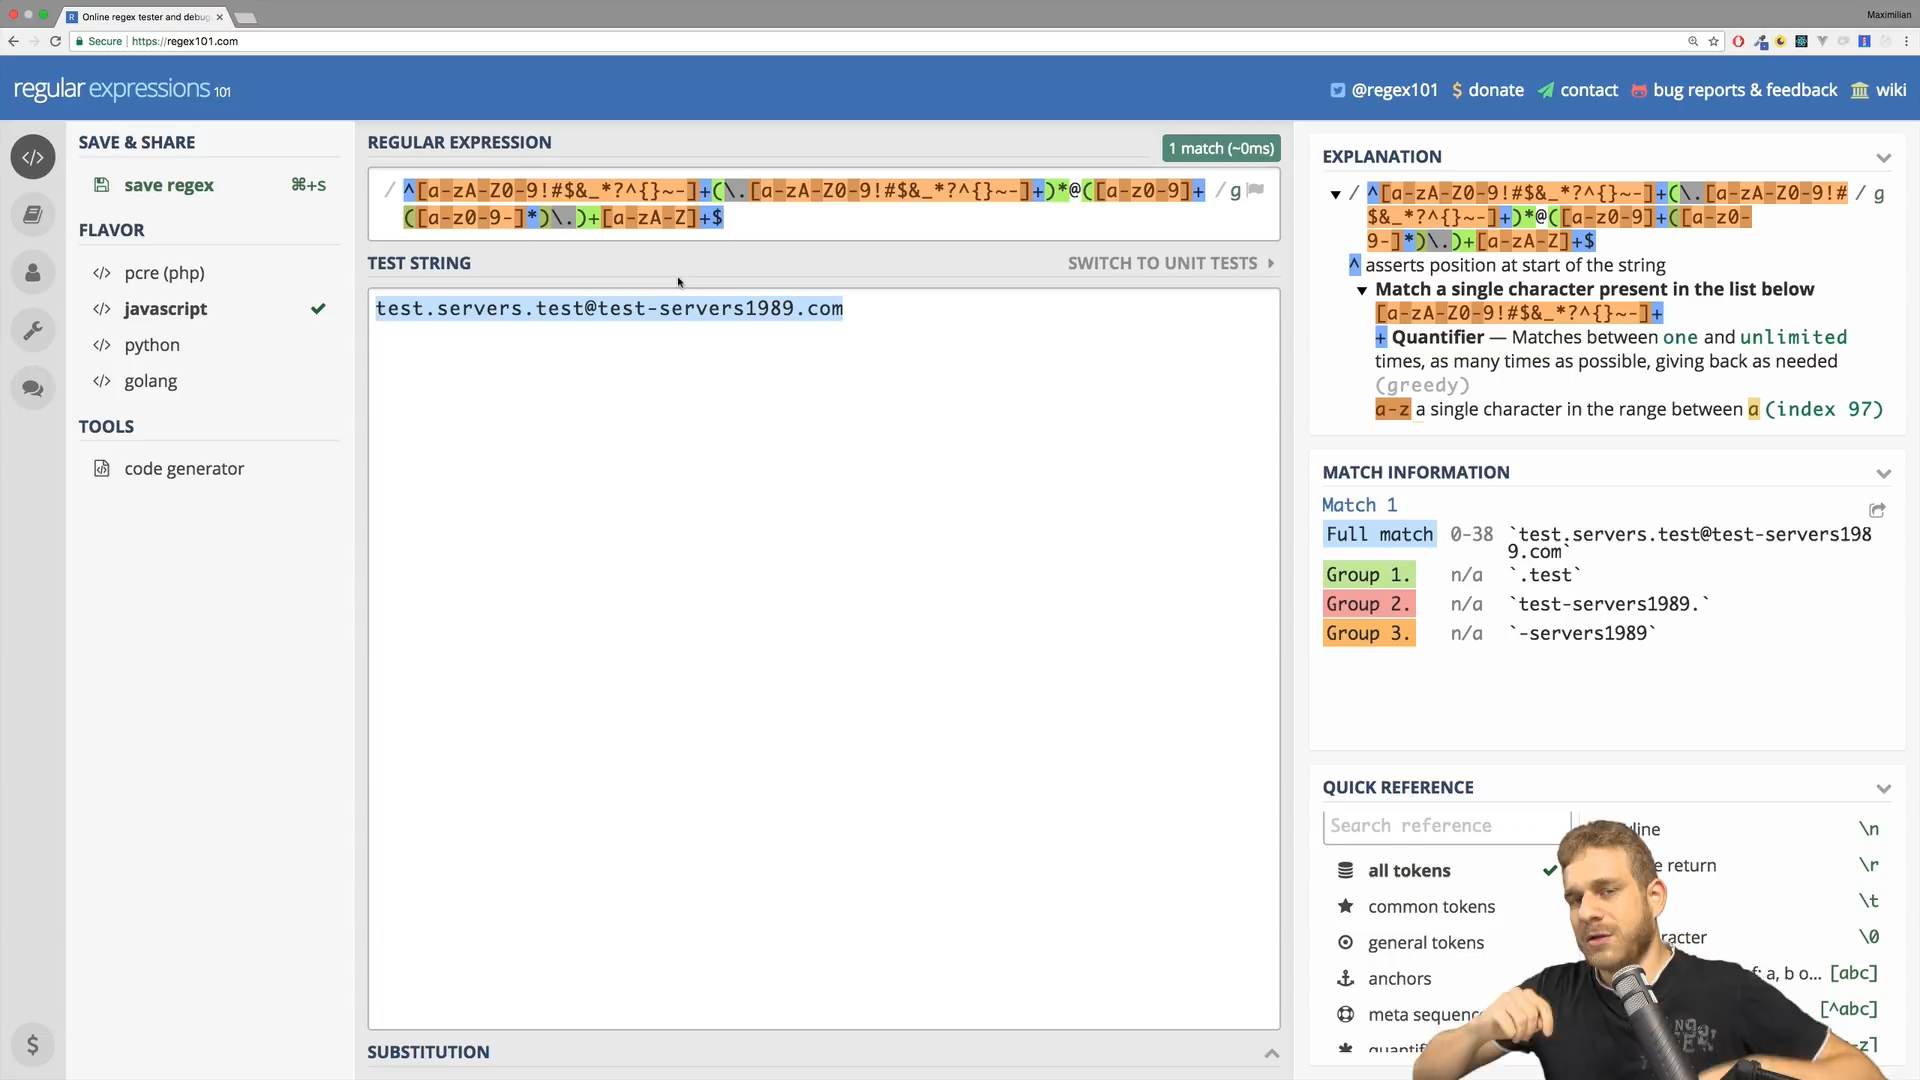 Online regex tester and debug
Maximilian
Secure
https://regex101.com
regular expressions 101
@regex101
$ donate
contact
bug reports & feedback
wiki
SAVE & SHARE
save regex
⌘+S
FLAVOR
pcre (php)
javascript
python
golang
TOOLS
code generator
$
REGULAR EXPRESSION
1 match (~0ms)
/ ^[a-zA-Z0-9!#$&_*?^{}~-]+(\.[a-zA-Z0-9!#$&_*?^{}~-]+)*@([a-z0-9]+ / g
([a-z0-9-]*)\.)+[a-zA-Z]+$
TEST STRING
SWITCH TO UNIT TESTS
test.servers.test@test-servers1989.com
SUBSTITUTION
EXPLANATION
/ ^[a-zA-Z0-9!#$&_*?^{}~-]+(\.[a-zA-Z0-9!# / g
$&_*?^{}~-]+)*@([a-z0-9]+([a-z0-
9-]*)\.)+[a-zA-Z]+$
^ asserts position at start of the string
Match a single character present in the list below
[a-zA-Z0-9!#$&_*?^{}~-]+
+ Quantifier — Matches between one and unlimited
times, as many times as possible, giving back as needed
(greedy)
a-z a single character in the range between a (index 97)
MATCH INFORMATION
Match 1
Full match 0-38 `test.servers.test@test-servers198
9.com`
Group 1. n/a `.test`
Group 2. n/a `test-servers1989.`
Group 3. n/a `-servers1989`
QUICK REFERENCE
Search reference
all tokens
common tokens
general tokens
anchors
meta sequenc
\n
return
\r
\t
\0
a, b o... [abc]
[^abc]